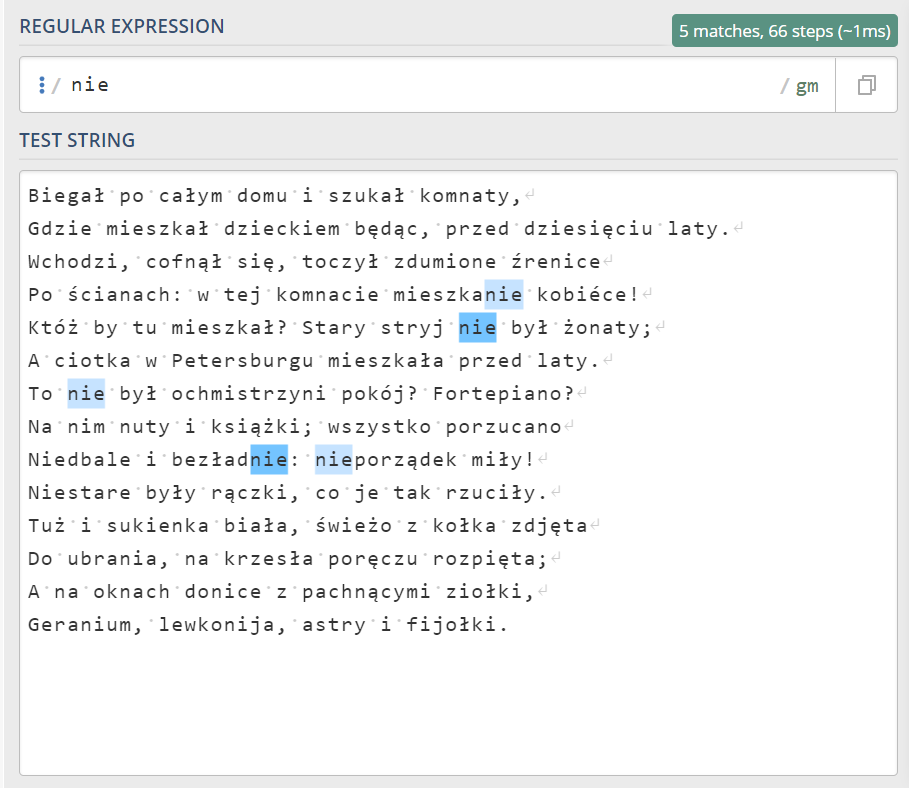 REGULAR EXPRESSION
5 matches, 66 steps (~1ms)
/ nie / gm
TEST STRING
Biegał po całym domu i szukał komnaty,
Gdzie mieszkał dzieckiem będąc, przed dziesięciu laty.
Wchodzi, cofnął się, toczył zdumione źrenice
Po ścianach: w tej komnacie mieszkanie kobiéce!
Któż by tu mieszkał? Stary stryj nie był żonaty;
A ciotka w Petersburgu mieszkała przed laty.
To nie był ochmistrzyni pokój? Fortepiano?
Na nim nuty i książki; wszystko porzucano
Niedbale i bezładnie: nieporządek miły!
Niestare były rączki, co je tak rzuciły.
Tuż i sukienka biała, świeżo z kołka zdjęta
Do ubrania, na krzesła poręczu rozpięta;
A na oknach donice z pachnącymi ziołki,
Geranium, lewkonija, astry i fijołki.